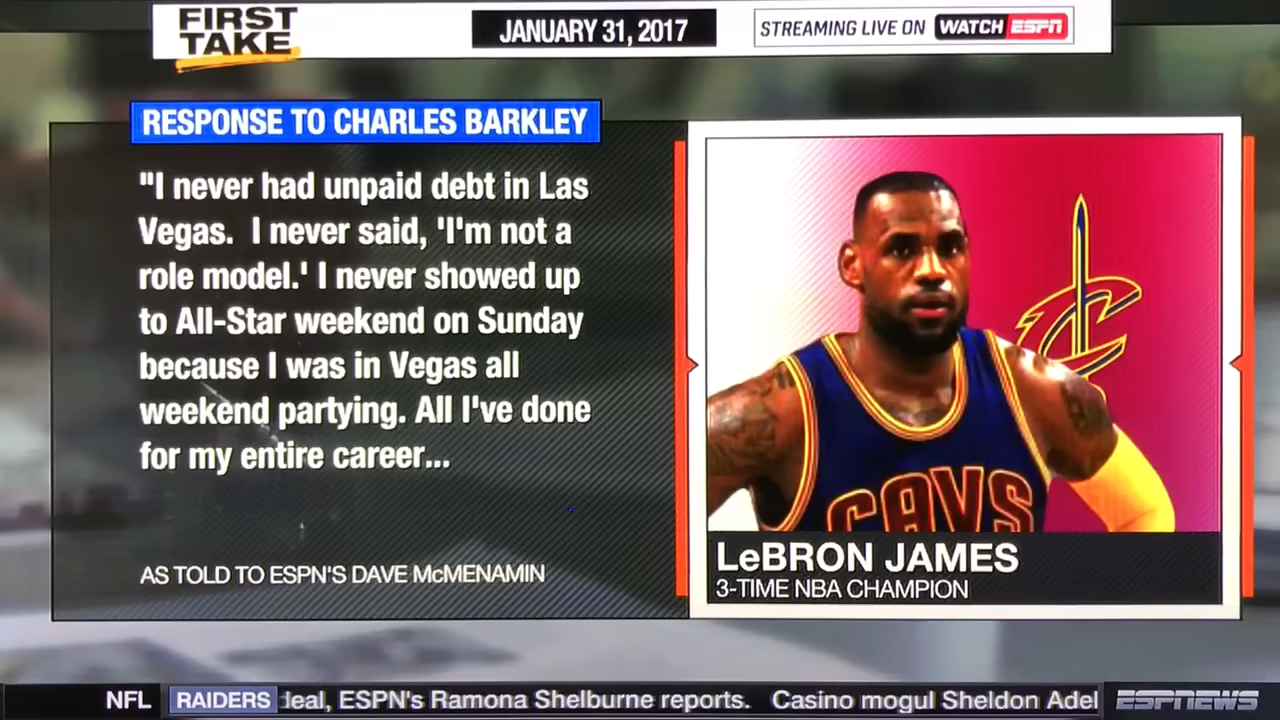 FIRST
TAKE
JANUARY 31, 2017
STREAMING LIVE ON WATCH ESPN
RESPONSE TO CHARLES BARKLEY
"I never had unpaid debt in Las
Vegas. I never said, 'I'm not a
role model.' I never showed up
to All-Star weekend on Sunday
because I was in Vegas all
weekend partying. All I've done
for my entire career...
AS TOLD TO ESPN'S DAVE McMENAMIN
CAVS
LeBRON JAMES
3-TIME NBA CHAMPION
NFL RAIDERS deal, ESPN's Ramona Shelburne reports. Casino mogul Sheldon Adel
ESPNEWS